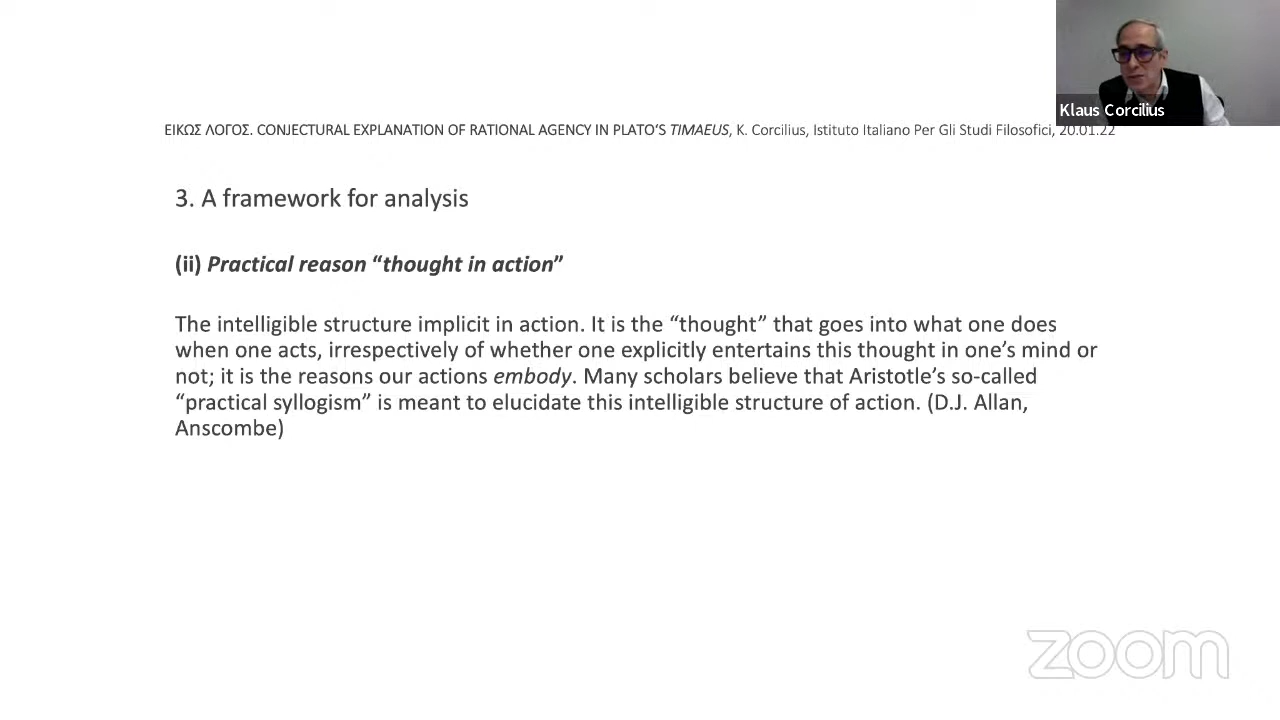 Klaus Corcilius
ΕΙΚΩΣ ΛΟΓΟΣ. CONJECTURAL EXPLANATION OF RATIONAL AGENCY IN PLATO'S TIMAEUS, K. Corcilius, Istituto Italiano Per Gli Studi Filosofici, 20.01.22
3. A framework for analysis
(ii) Practical reason “thought in action”
The intelligible structure implicit in action. It is the “thought” that goes into what one does
when one acts, irrespectively of whether one explicitly entertains this thought in one’s mind or
not; it is the reasons our actions embody. Many scholars believe that Aristotle’s so-called
“practical syllogism” is meant to elucidate this intelligible structure of action. (D.J. Allan,
Anscombe)
zoom